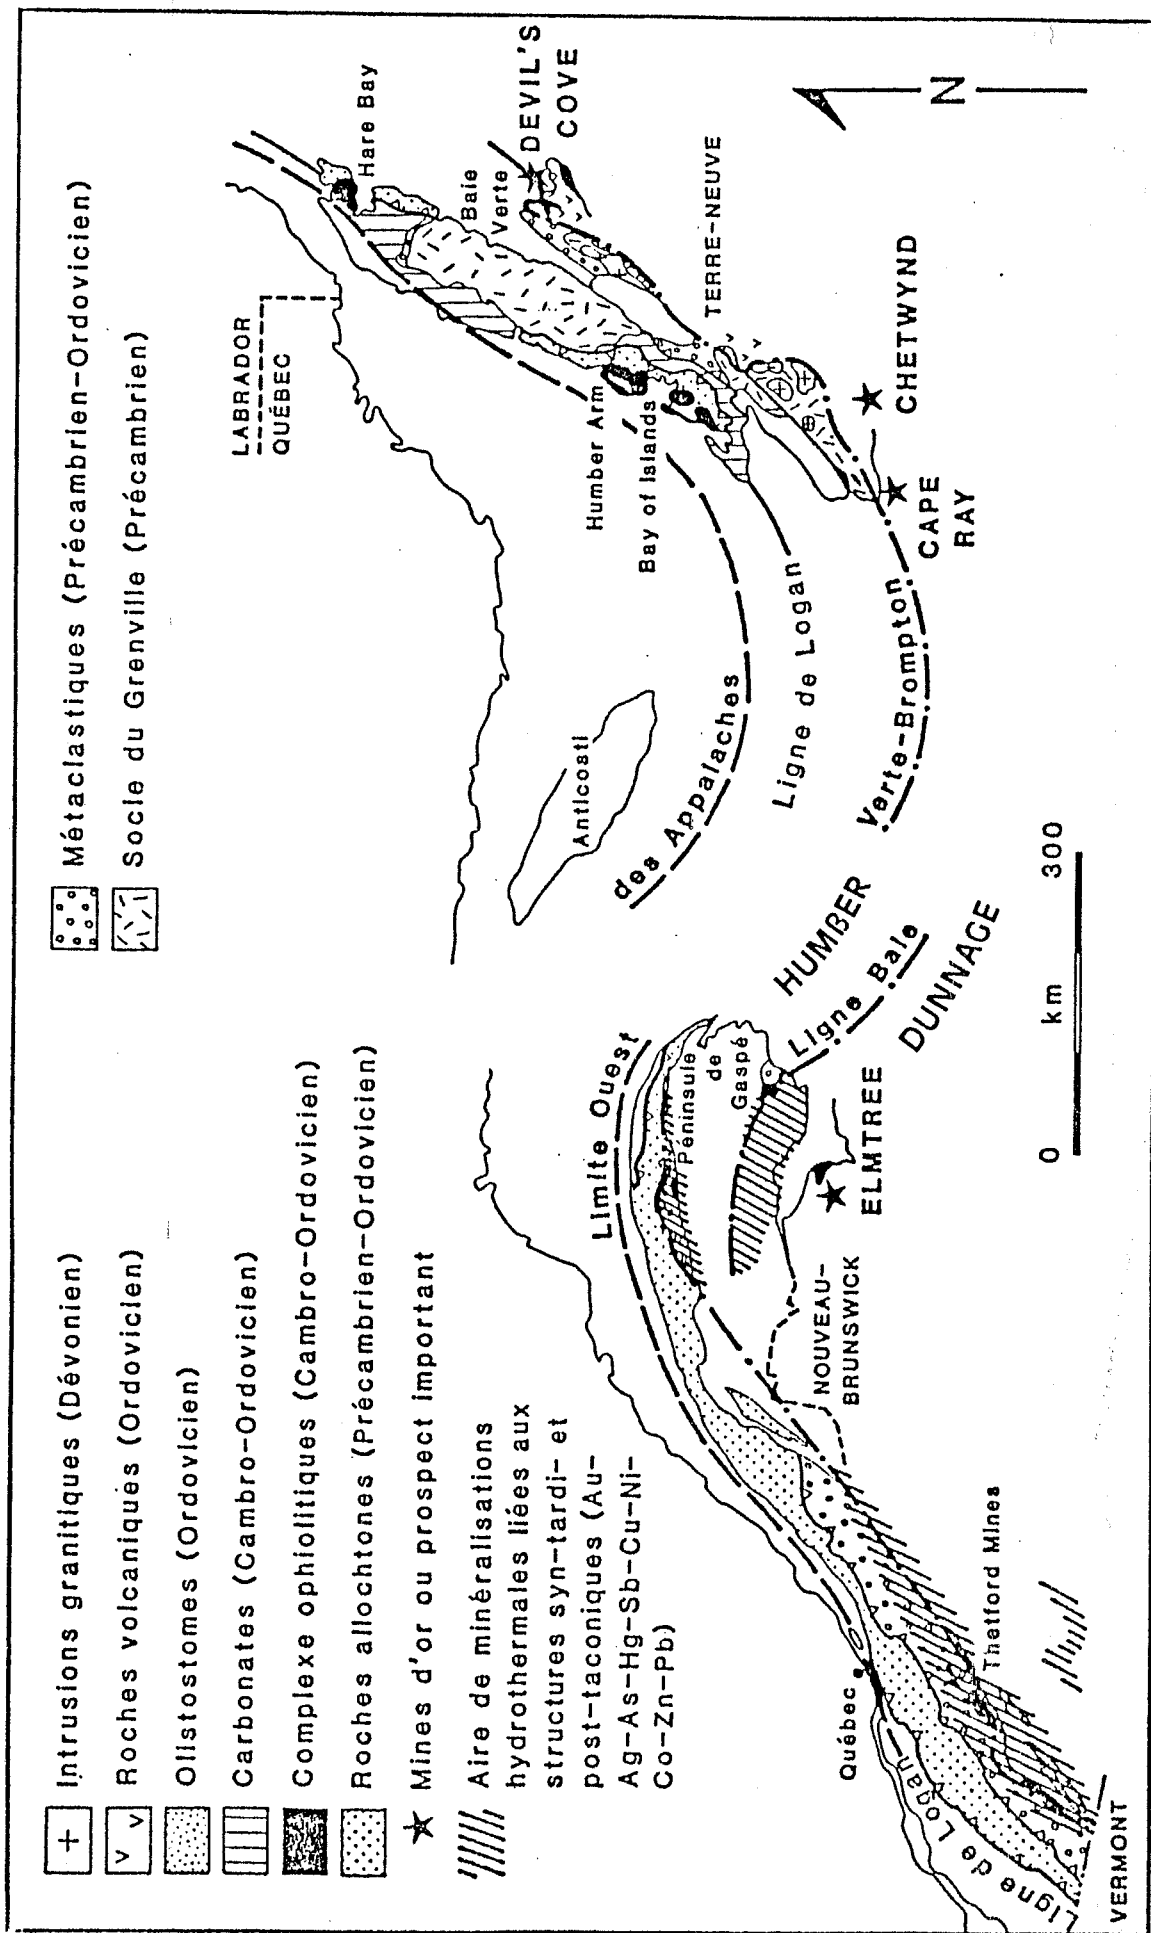 Intrusions granitiques (Dévonien)
Roches volcaniques (Ordovicien)
Olistostomes (Ordovicien)
Carbonates (Cambro-Ordovicien)
Complexe ophiolitiques (Cambro-Ordovicien)
Roches allochtones (Précambrien-Ordovicien)
Mines d'or ou prospect important
Aire de minéralisations
hydrothermales liées aux
structures syn-tardi- et
post-taconiques (Au-
Ag-As-Hg-Sb-Cu-Ni-
Co-Zn-Pb)
Métaclastiques (Précambrien-Ordovicien)
Socle du Grenville (Précambrien)
LABRADOR
QUÉBEC
Hare Bay
Baie
Verte
DEVIL'S
COVE
TERRE-NEUVE
Humber Arm
Bay of Islands
CHETWYND
CAPE
RAY
N
Anticosti
Limite Ouest
des Appalaches
Ligne de Logan
Ligne Baie
Verte-Brompton
HUMBER
DUNNAGE
Péninsule
de
Gaspé
ELMTREE
NOUVEAU-
BRUNSWICK
Québec
Thetford Mines
Ligne de Logan
VERMONT
0 km 300
+
v v